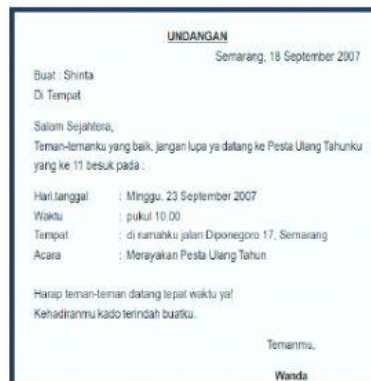 UNDANGAN
Semarang, 18 September 2007
Buat : Shinta
Di Tempat
Salam Sejahtera,
Teman-temanku yang baik, jangan lupa ya datang ke Pesta Ulang Tahunku
yang ke 11 besuk pada :
Hari,tanggal : Minggu, 23 September 2007
Waktu : pukul 10.00
Tempat : di rumahku jalan Diponegoro 17, Semarang
Acara : Merayakan Pesta Ulang Tahun
Harap teman-teman datang tepat waktu ya!
Kehadiranmu kado terindah buatku.
Temanmu,
Wanda